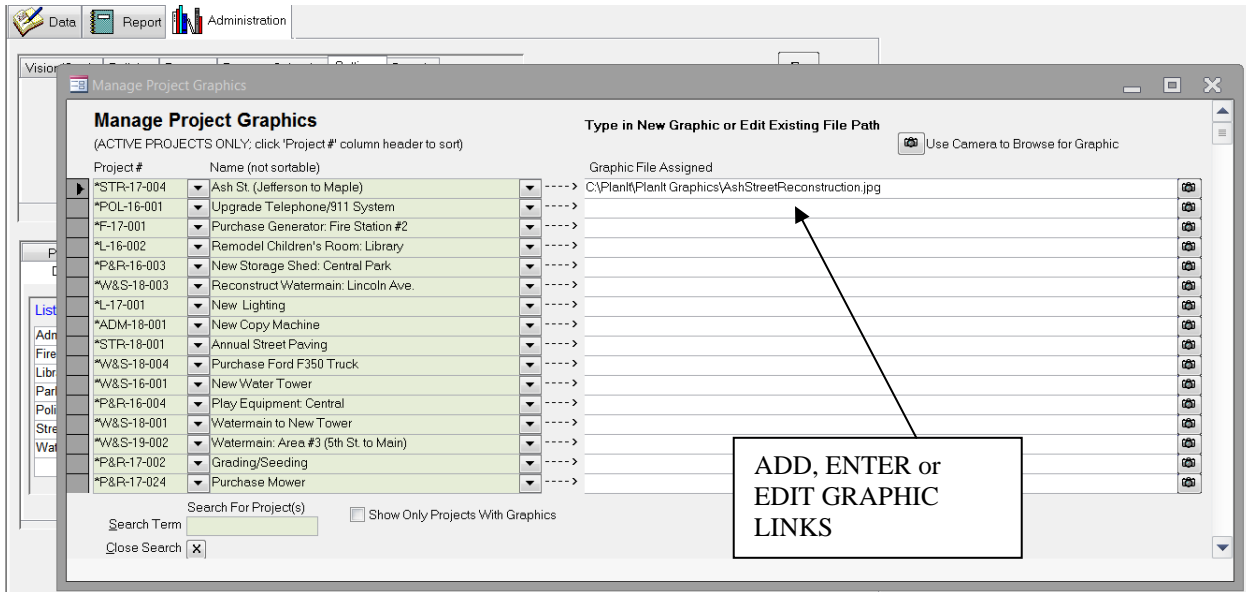 Data Report Administration
Manage Project Graphics
Manage Project Graphics
(ACTIVE PROJECTS ONLY; click 'Project #' column header to sort)
Type in New Graphic or Edit Existing File Path
Use Camera to Browse for Graphic
Project # Name (not sortable) Graphic File Assigned
*STR-17-004 Ash St. (Jefferson to Maple) ----> C:\PlanIt\PlanIt Graphics\AshStreetReconstruction.jpg
*POL-16-001 Upgrade Telephone/911 System ---->
*F-17-001 Purchase Generator: Fire Station #2 ---->
*L-16-002 Remodel Children's Room: Library ---->
*P&R-16-003 New Storage Shed: Central Park ---->
*W&S-18-003 Reconstruct Watermain: Lincoln Ave. ---->
*L-17-001 New Lighting ---->
*ADM-18-001 New Copy Machine ---->
*STR-18-001 Annual Street Paving ---->
*W&S-18-004 Purchase Ford F350 Truck ---->
*W&S-16-001 New Water Tower ---->
*P&R-16-004 Play Equipment: Central ---->
*W&S-18-001 Watermain to New Tower ---->
*W&S-19-002 Watermain: Area #3 (5th St. to Main) ---->
*P&R-17-002 Grading/Seeding ---->
*P&R-17-024 Purchase Mower ---->
List
Adm
Fire
Libr
Parl
Poli
Stre
Wat
ADD, ENTER or
EDIT GRAPHIC
LINKS
Search For Project(s)
Search Term
Show Only Projects With Graphics
Close Search X